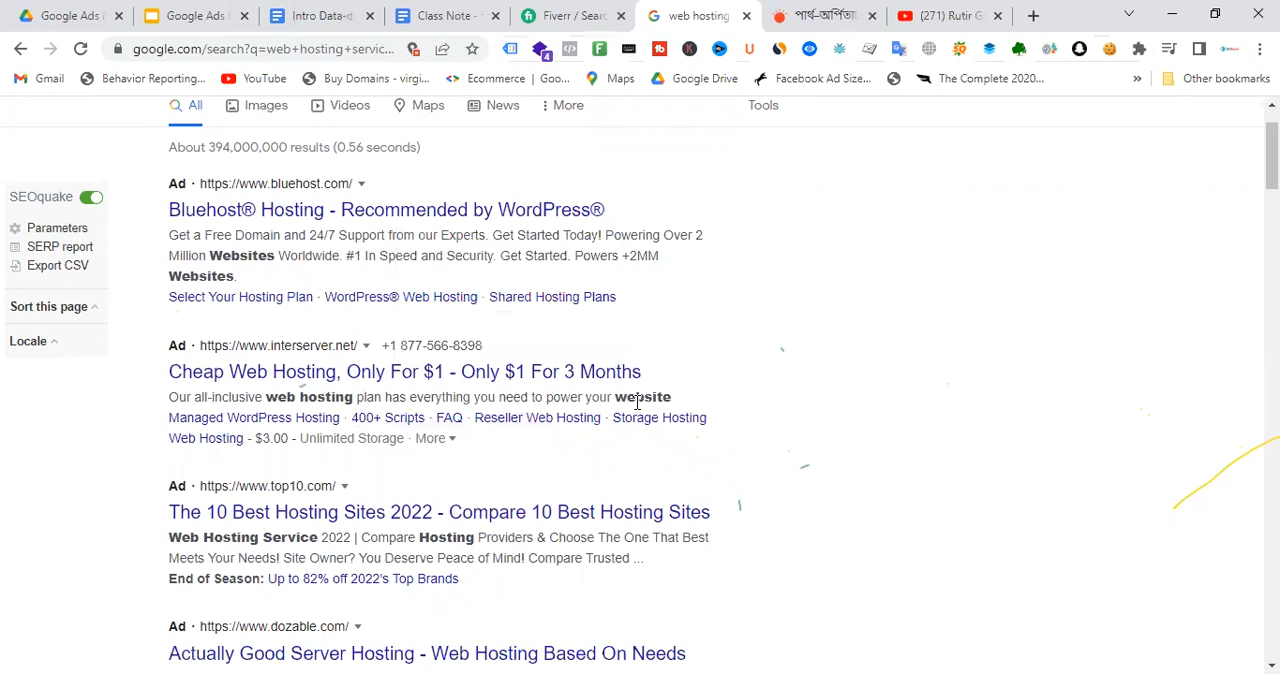 Google Ads
Google Ads
Intro Data-d
Class Note -
Fiverr / Sear
web hosting
পার্থ-অর্পিতা
(271) Rutir G
google.com/search?q=web+hosting+servic...
4
Gmail
Behavior Reporting...
YouTube
Buy Domains - virgi...
Ecommerce | Goo...
Maps
Google Drive
Facebook Ad Size...
The Complete 2020...
»
Other bookmarks
All
Images
Videos
Maps
News
More
Tools
About 394,000,000 results (0.56 seconds)
SEOquake
Parameters
SERP report
Export CSV
Sort this page
Locale
Ad · https://www.bluehost.com/
Bluehost® Hosting - Recommended by WordPress®
Get a Free Domain and 24/7 Support from our Experts. Get Started Today! Powering Over 2
Million Websites Worldwide. #1 In Speed and Security. Get Started. Powers +2MM
Websites.
Select Your Hosting Plan · WordPress® Web Hosting · Shared Hosting Plans
Ad · https://www.interserver.net/ +1 877-566-8398
Cheap Web Hosting, Only For $1 - Only $1 For 3 Months
Our all-inclusive web hosting plan has everything you need to power your website
Managed WordPress Hosting · 400+ Scripts · FAQ · Reseller Web Hosting · Storage Hosting
Web Hosting - $3.00 - Unlimited Storage · More
Ad · https://www.top10.com/
The 10 Best Hosting Sites 2022 - Compare 10 Best Hosting Sites
Web Hosting Service 2022 | Compare Hosting Providers & Choose The One That Best
Meets Your Needs! Site Owner? You Deserve Peace of Mind! Compare Trusted ...
End of Season: Up to 82% off 2022's Top Brands
Ad · https://www.dozable.com/
Actually Good Server Hosting - Web Hosting Based On Needs